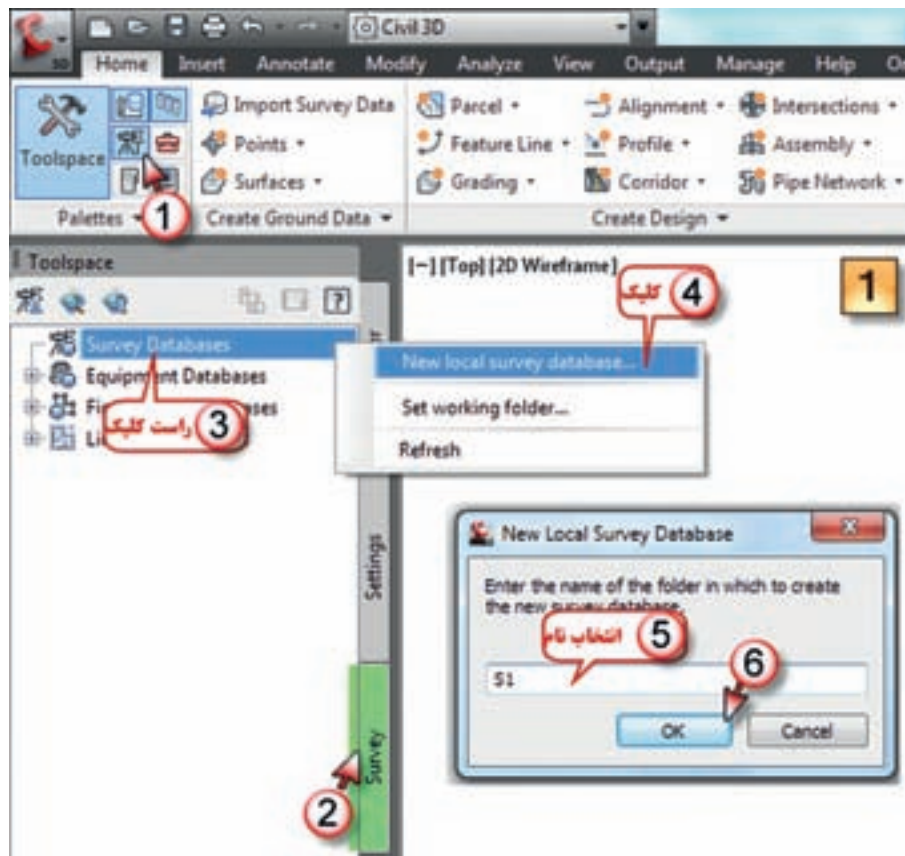 Civil 3D
3D
Home Insert Annotate Modify Analyze View Output Manage Help
Toolspace
Import Survey Data
Points
Surfaces
Parcel
Feature Line
Grading
Alignment
Profile
Corridor
Intersections
Assembly
Pipe Network
Palettes
1
Create Ground Data
Create Design
Toolspace
[−] [Top] [2D Wireframe]
4 کلیک
1
Survey Databases
Equipment Databases
3 راست کلیک
New local survey database...
Set working folder...
Refresh
Settings
Survey
2
New Local Survey Database
Enter the name of the folder in which to create
the new survey database.
5 انتخاب نام
6
OK
Cancel